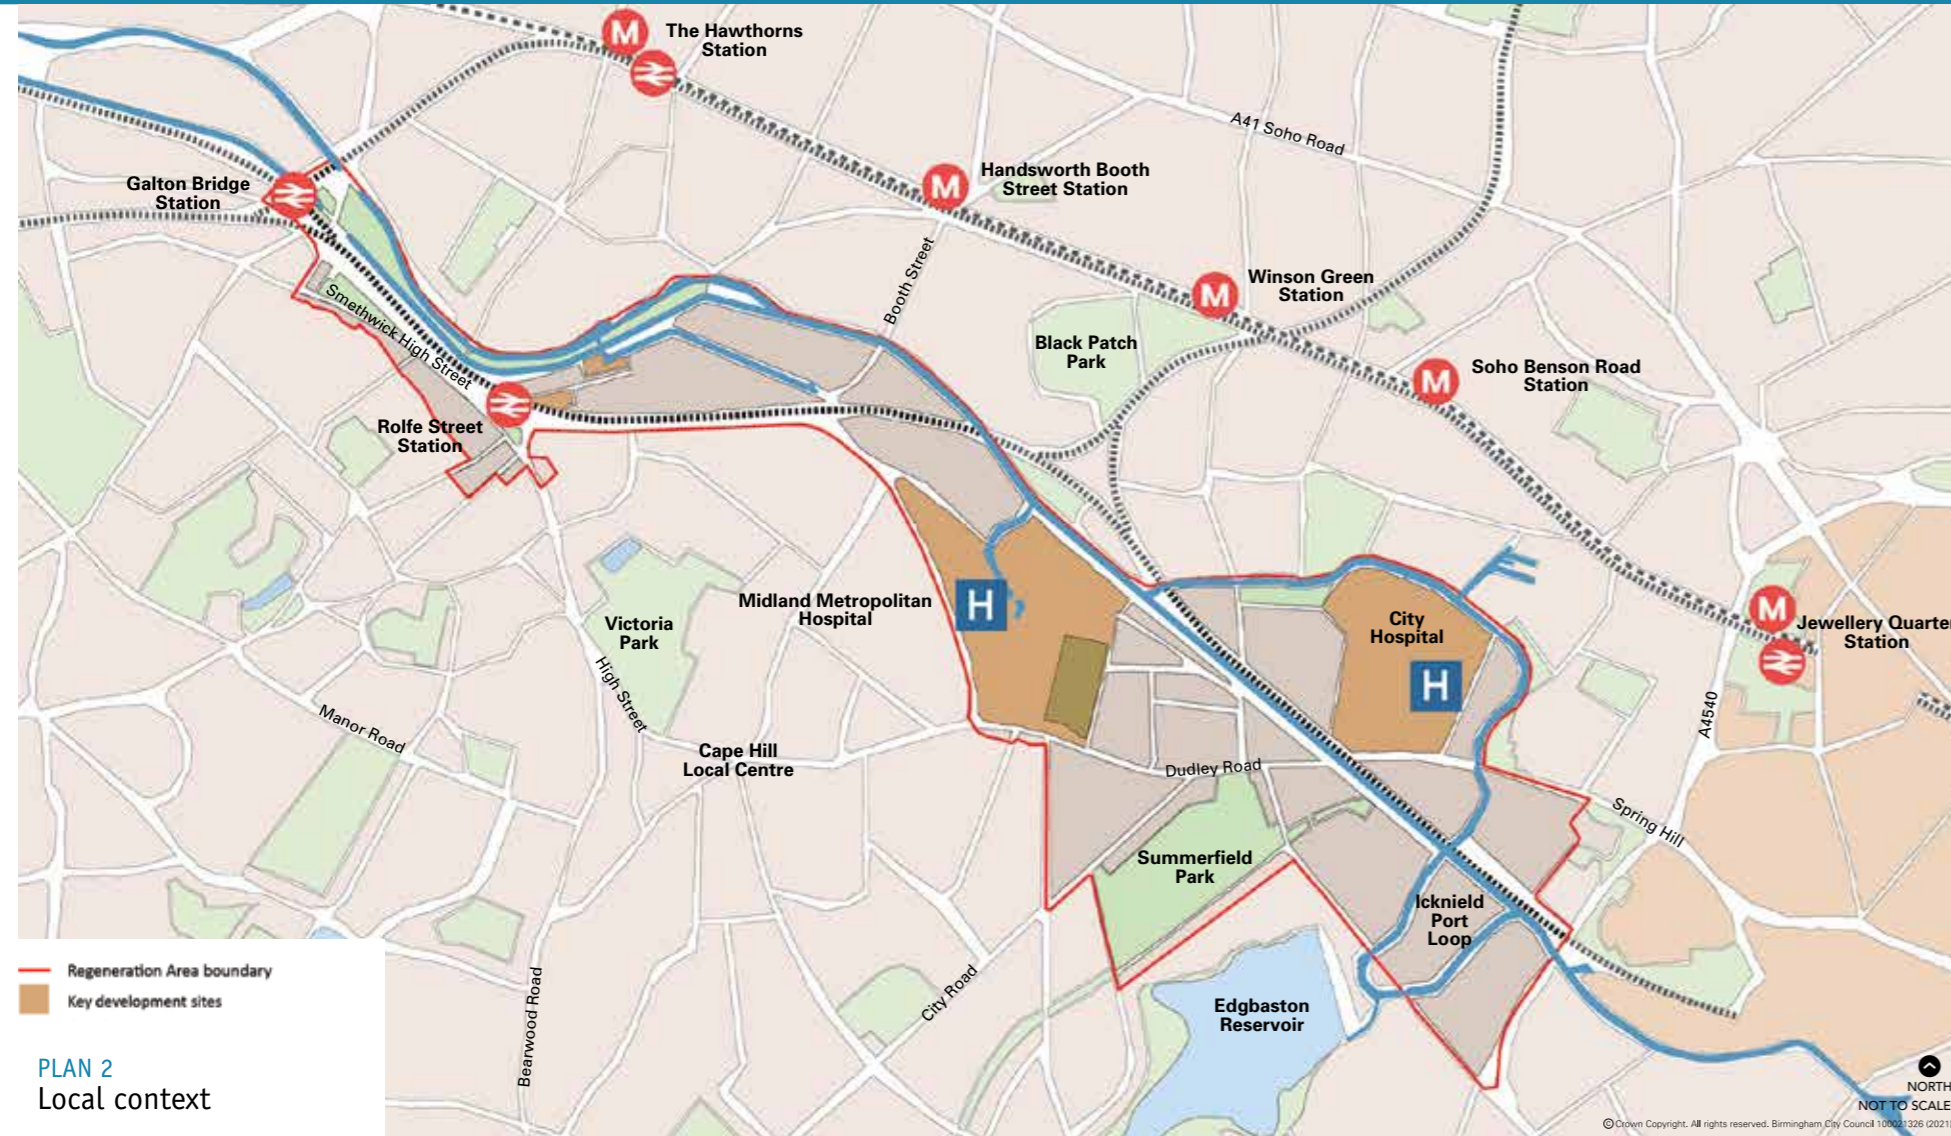 M
The Hawthorns
Station
A41 Soho Road
M
Handsworth Booth
Street Station
Galton Bridge
Station
Booth Street
M
Winson Green
Station
Smethwick High Street
Black Patch
Park
M
Soho Benson Road
Station
Rolfe Street
Station
H
Midland Metropolitan
Hospital
Victoria
Park
City
Hospital
H
M
Jewellery Quarter
Station
High Street
Manor Road
A4540
Cape Hill
Local Centre
Dudley Road
Spring Hill
Summerfield
Park
Icknield
Port
Loop
Regeneration Area boundary
Key development sites
City Road
Bearwood Road
Edgbaston
Reservoir
PLAN 2
Local context
NORTH
NOT TO SCALE
©Crown Copyright. All rights reserved. Birmingham City Council 100021326 (2021